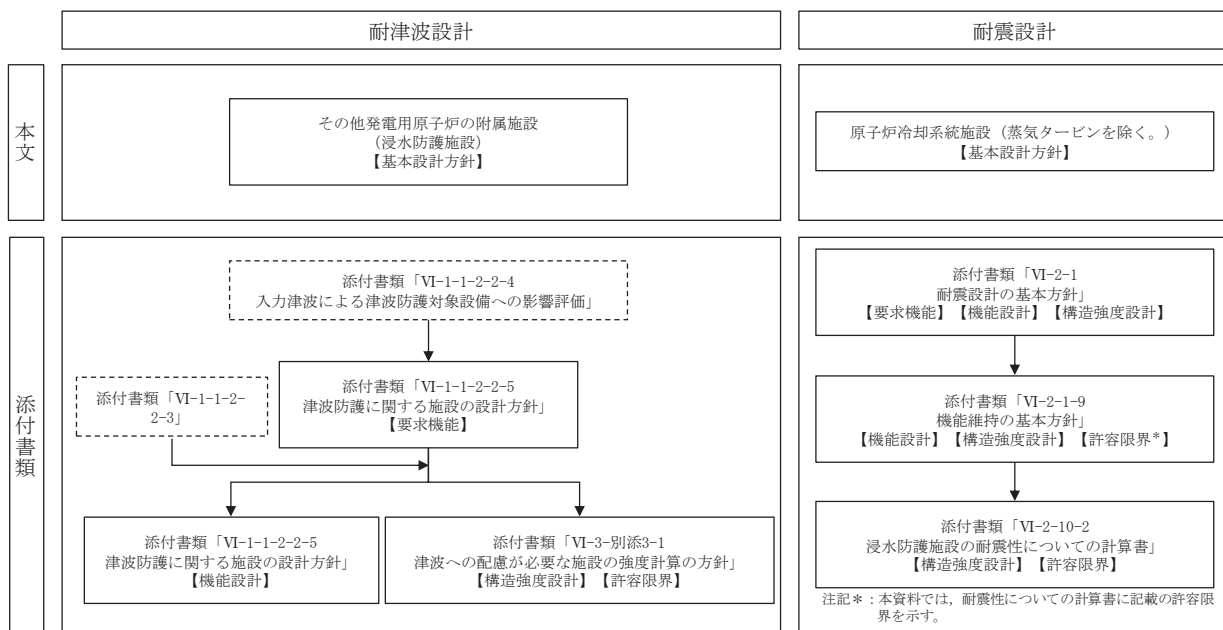 耐津波設計
耐震設計
本文
その他発電用原子炉の附属施設
(浸水防護施設)
【基本設計方針】
原子炉冷却系統施設（蒸気タービンを除く。）
【基本設計方針】
添付書類
添付書類「VI-1-1-2-2-4
入力津波による津波防護対象設備への影響評価」
添付書類「VI-1-1-2-
2-3」
添付書類「VI-1-1-2-2-5
津波防護に関する施設の設計方針」
【要求機能】
添付書類「VI-1-1-2-2-5
津波防護に関する施設の設計方針」
【機能設計】
添付書類「VI-3-別添3-1
津波への配慮が必要な施設の強度計算の方針」
【構造強度設計】【許容限界】
添付書類「VI-2-1
耐震設計の基本方針」
【要求機能】【機能設計】【構造強度設計】
添付書類「VI-2-1-9
機能維持の基本方針」
【機能設計】【構造強度設計】【許容限界*】
添付書類「VI-2-10-2
浸水防護施設の耐震性についての計算書」
【構造強度設計】【許容限界】
注記＊：本資料では，耐震性についての計算書に記載の許容限
界を示す。